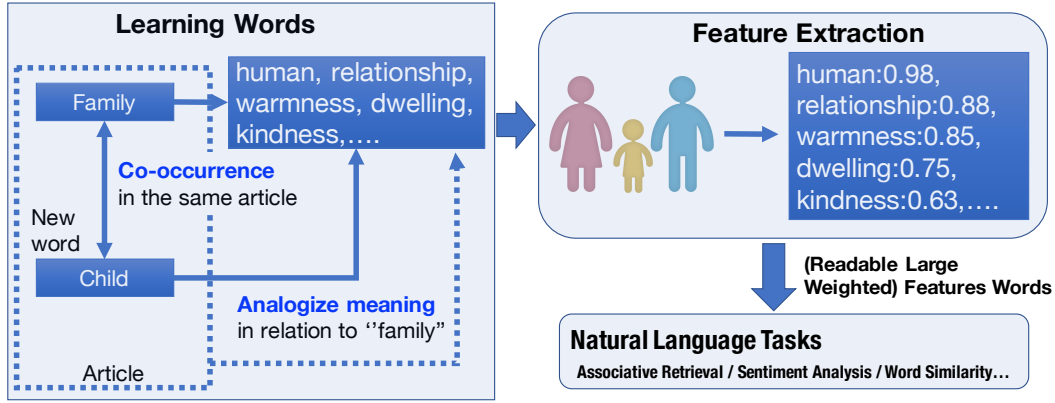 Learning Words
Family
human, relationship,
warmness, dwelling,
kindness,....
Co-occurrence
in the same article
New
word
Child
Analogize meaning
in relation to ‘’family”
Article
Feature Extraction
human:0.98,
relationship:0.88,
warmness:0.85,
dwelling:0.75,
kindness:0.63,....
(Readable Large
Weighted) Features Words
Natural Language Tasks
Associative Retrieval / Sentiment Analysis / Word Similarity...